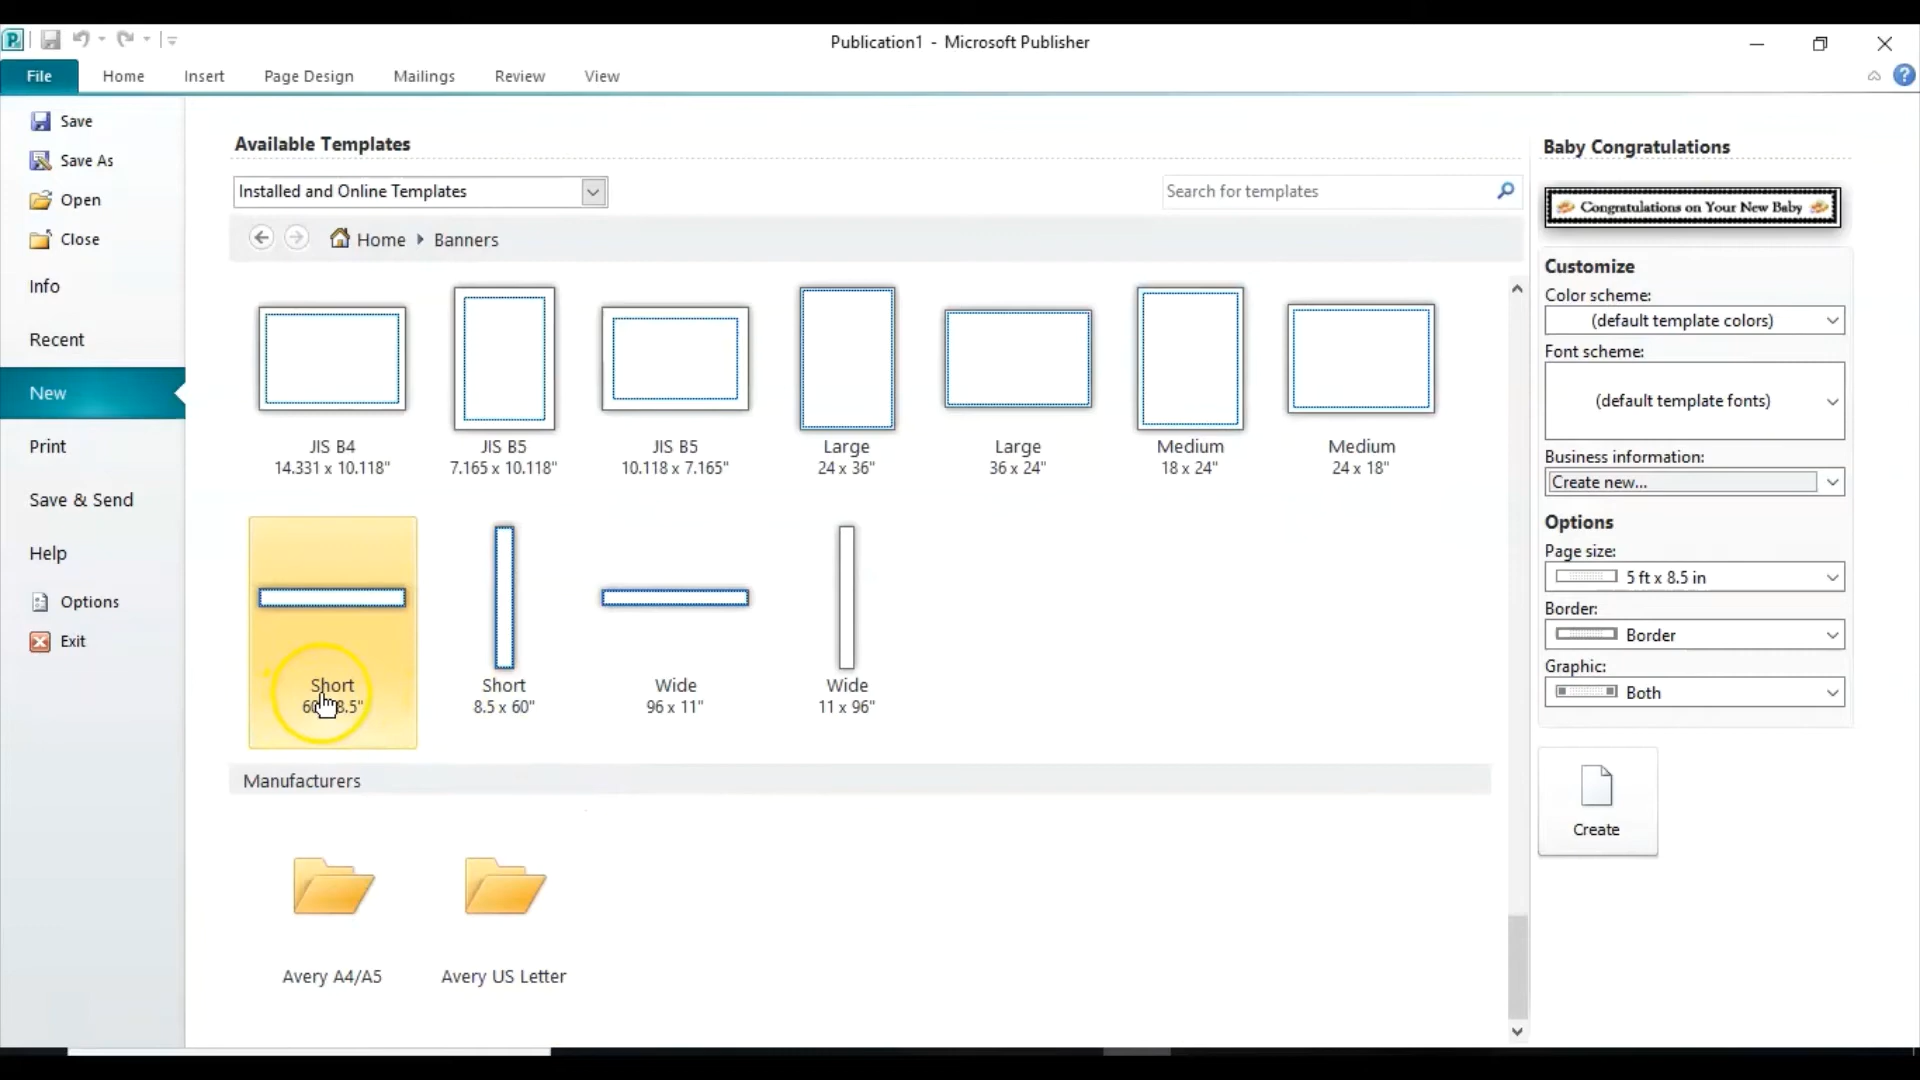 Publication1 - Microsoft Publisher
File Home Insert Page Design Mailings Review View
Save
Save As
Open
Close
Info
Recent
New
Print
Save & Send
Help
Options
Exit
Available Templates
Installed and Online Templates
Search for templates
Home Banners
JIS B4
14.331 x 10.118"
JIS B5
7.165 x 10.118"
JIS B5
10.118 x 7.165"
Large
24 x 36"
Large
36 x 24"
Medium
18 x 24"
Medium
24 x 18"
Short
8.5"
Short
8.5 x 60"
Wide
96 x 11"
Wide
11 x 96"
Manufacturers
Avery A4/A5
Avery US Letter
Baby Congratulations
Congratulations on Your New Baby
Customize
Color scheme:
(default template colors)
Font scheme:
(default template fonts)
Business information:
Create new...
Options
Page size:
5 ft x 8.5 in
Border:
Border
Graphic:
Both
Create